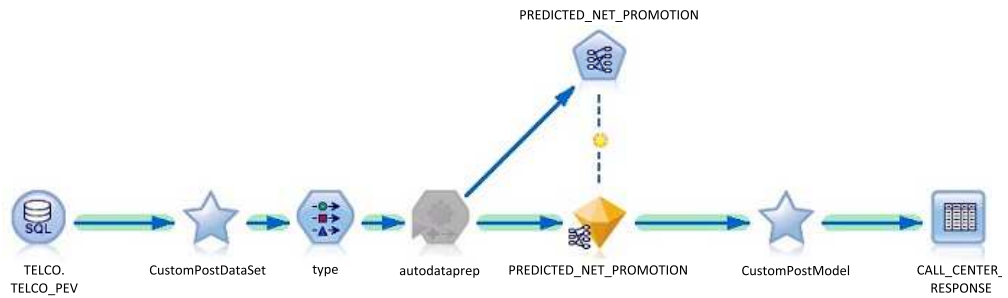 PREDICTED_NET_PROMOTION
SQL
TELCO.
TELCO_PEV
CustomPostDataSet
type
autodataprep
PREDICTED_NET_PROMOTION
CustomPostModel
CALL_CENTER_
RESPONSE